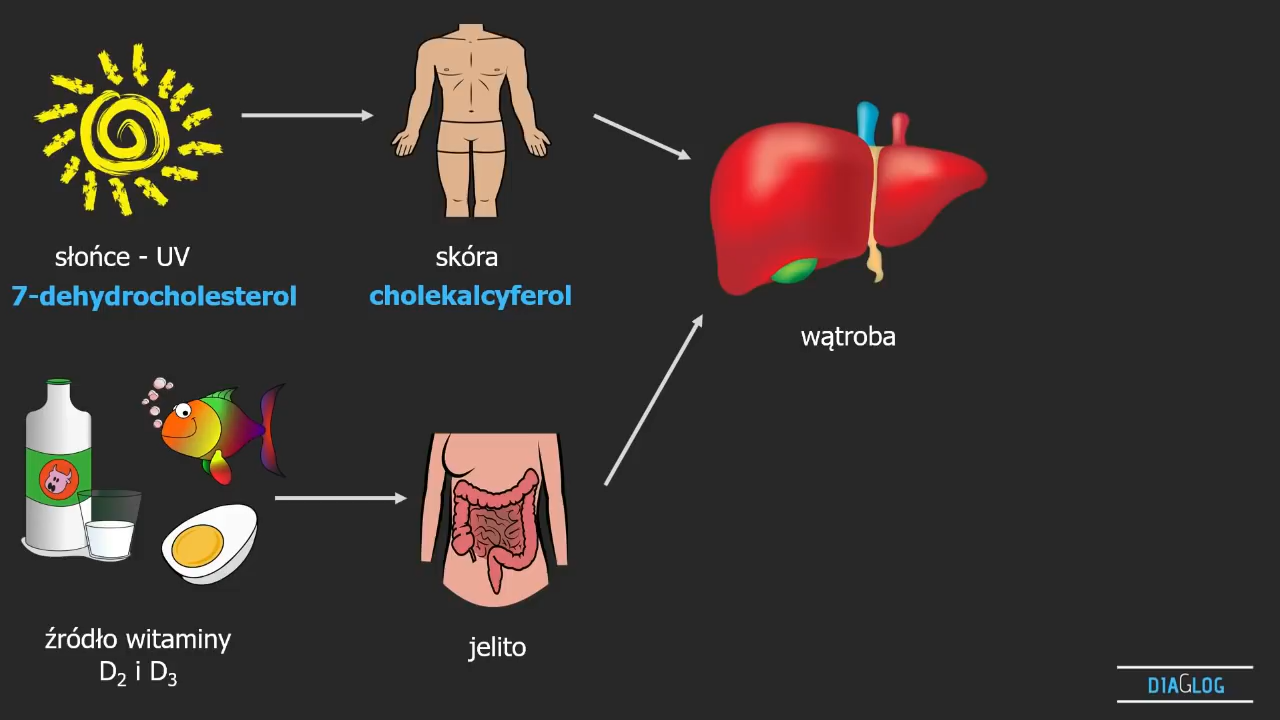 słońce - UV
7-dehydrocholesterol
skóra
cholekalcyferol
wątroba
źródło witaminy
D₂ i D₃
jelito
DIAGLOG